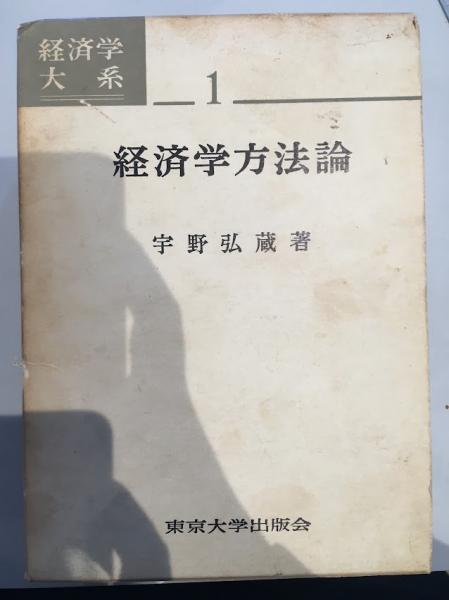 経済学
大系
1
経済学方法論
宇野弘蔵著
東京大学出版会